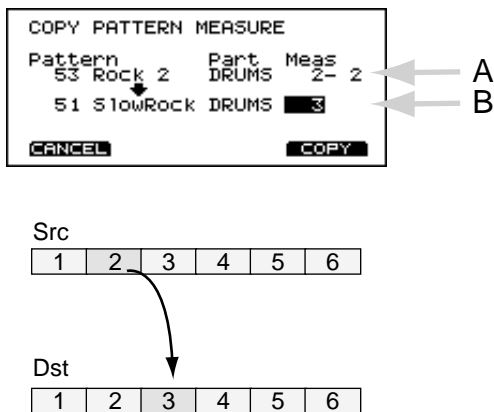 COPY PATTERN MEASURE
Pattern Part Meas
53 Rock 2 DRUMS 2- 2 A
51 SlowRock DRUMS 3 B
CANCEL COPY
Src
1 2 3 4 5 6
Dst
1 2 3 4 5 6